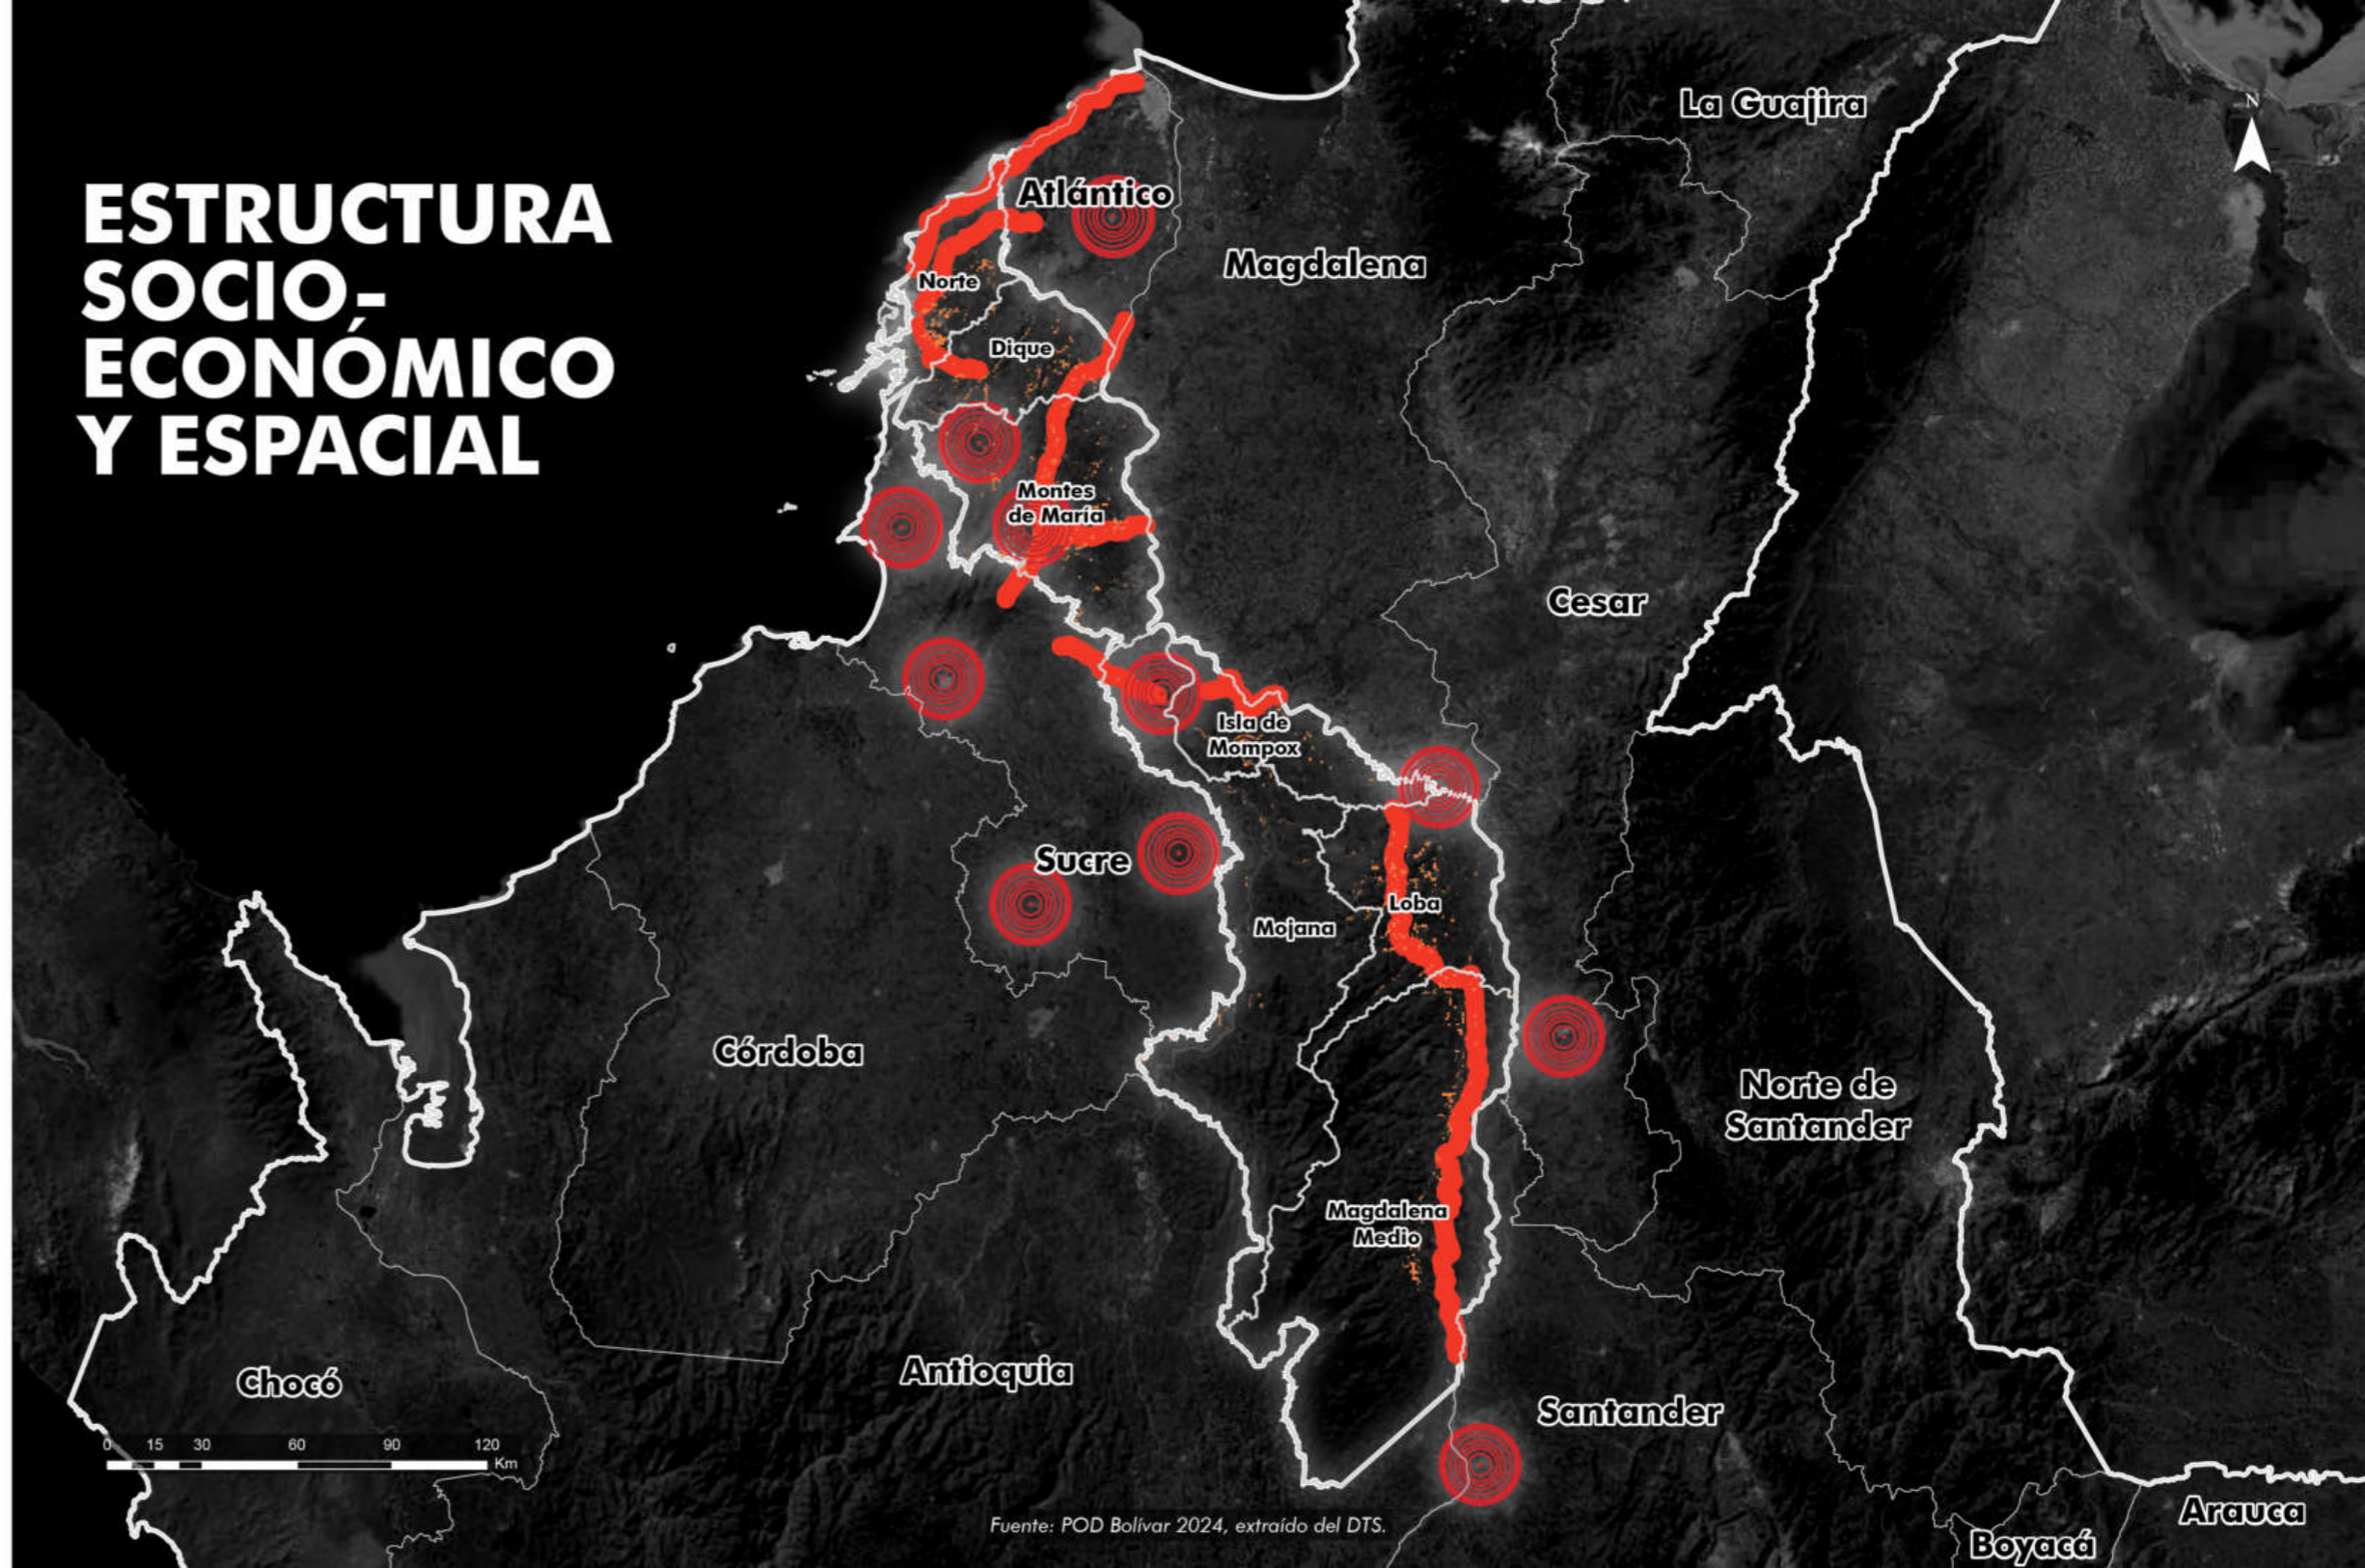 ESTRUCTURA
SOCIO-
ECONÓMICO
Y ESPACIAL
La Guajira
N
Atlántico
Magdalena
Norte
Dique
Montes
de María
Cesar
Isla de
Mompox
Sucre
Loba
Mojana
Córdoba
Norte de
Santander
Magdalena
Medio
Chocó
Antioquia
Santander
0 15 30 60 90 120
Km
Fuente: POD Bolívar 2024, extraído del DTS.
Arauca
Boyacá